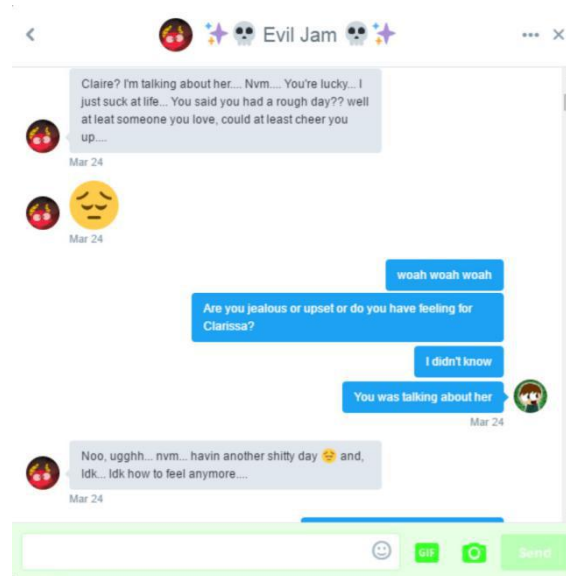 ✨💀 Evil Jam 💀✨
Claire? I'm talking about her.... Nvm.... You're lucky... I
just suck at life... You said you had a rough day?? well
at leat someone you love, could at least cheer you
up....
Mar 24
Mar 24
woah woah woah
Are you jealous or upset or do you have feeling for
Clarissa?
I didn't know
You was talking about her
Mar 24
Noo, ugghh... nvm... havin another shitty day 😔 and,
Idk... Idk how to feel anymore....
Mar 24
GIF
Send